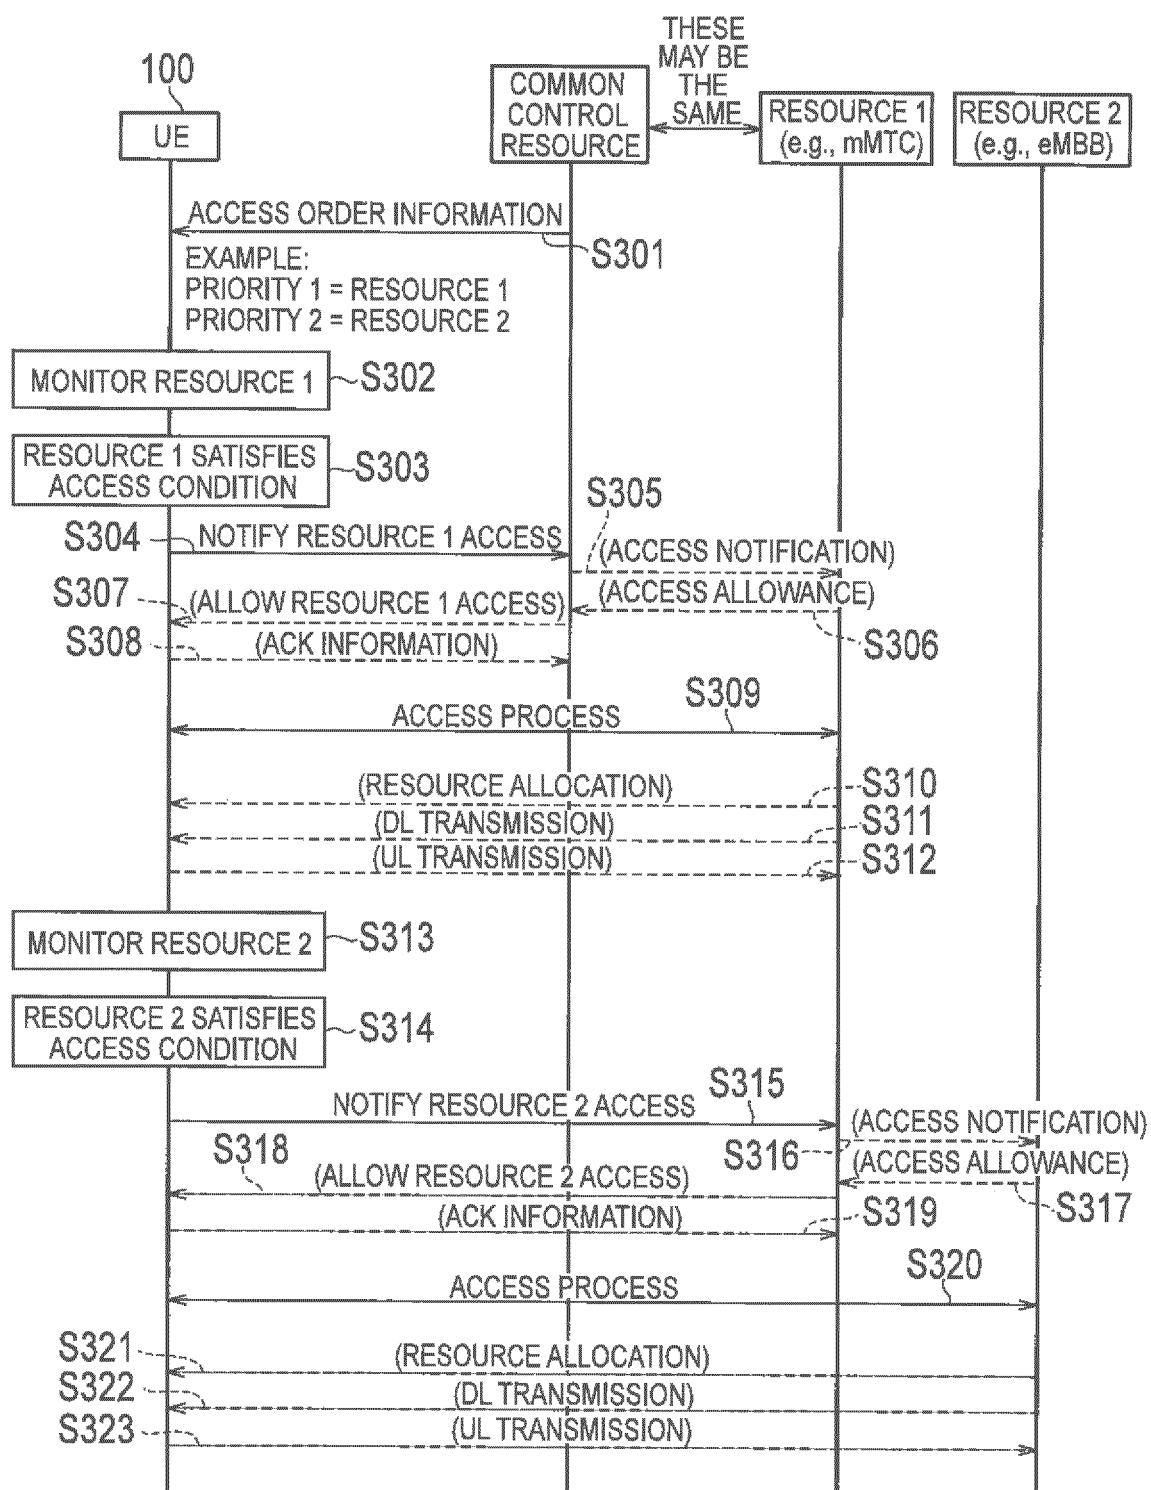 THESE
MAY BE
THE
SAME
100
UE
COMMON
CONTROL
RESOURCE
RESOURCE 1
(e.g., mMTC)
RESOURCE 2
(e.g., eMBB)
ACCESS ORDER INFORMATION
S301
EXAMPLE:
PRIORITY 1 = RESOURCE 1
PRIORITY 2 = RESOURCE 2
MONITOR RESOURCE 1
S302
RESOURCE 1 SATISFIES
ACCESS CONDITION
S303
S304
NOTIFY RESOURCE 1 ACCESS
S305
(ACCESS NOTIFICATION)
S307
(ALLOW RESOURCE 1 ACCESS)
(ACCESS ALLOWANCE)
S306
S308
(ACK INFORMATION)
S309
ACCESS PROCESS
(RESOURCE ALLOCATION)
S310
(DL TRANSMISSION)
S311
(UL TRANSMISSION)
S312
MONITOR RESOURCE 2
S313
RESOURCE 2 SATISFIES
ACCESS CONDITION
S314
NOTIFY RESOURCE 2 ACCESS
S315
(ACCESS NOTIFICATION)
S316
S318
(ALLOW RESOURCE 2 ACCESS)
(ACCESS ALLOWANCE)
S317
(ACK INFORMATION)
S319
ACCESS PROCESS
S320
S321
(RESOURCE ALLOCATION)
S322
(DL TRANSMISSION)
S323
(UL TRANSMISSION)